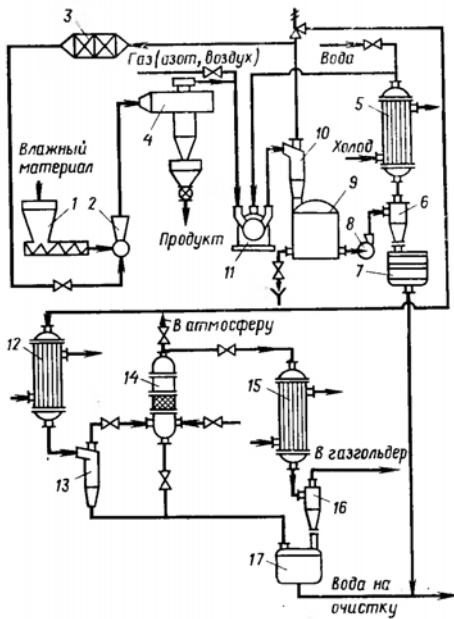 3
Газ (азот, воздух)
Вода
4
5
10
Влажный
материал
Холод
9
1
2
6
8
7
Продукт
11
В атмосферу
12
14
15
В газгольдер
13
16
17
Вода на
очистку